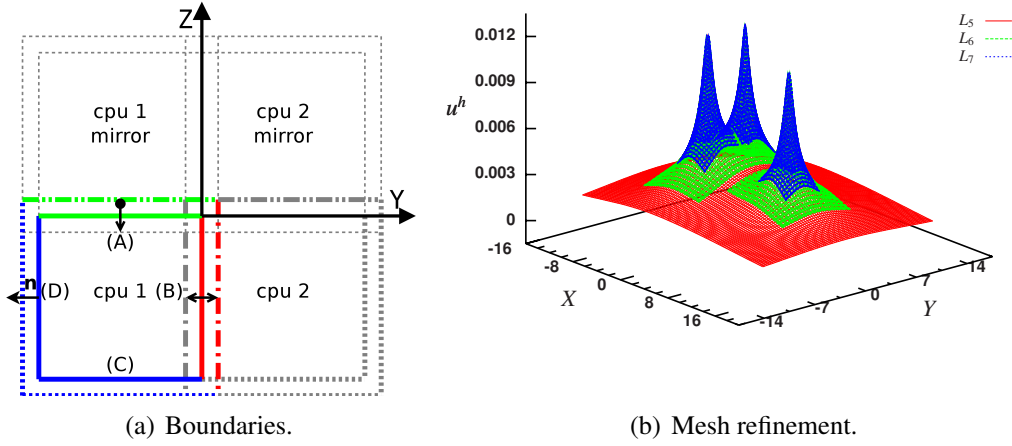 Z
cpu 1
mirror
cpu 2
mirror
Y
(A)
n
(D)
cpu 1
(B)
cpu 2
(C)
(a) Boundaries.
L5
L6
L7
0.012
0.009
0.006
0.003
0
u^h
-16
-8
0
8
16
X
-14
-7
0
7
14
Y
(b) Mesh refinement.